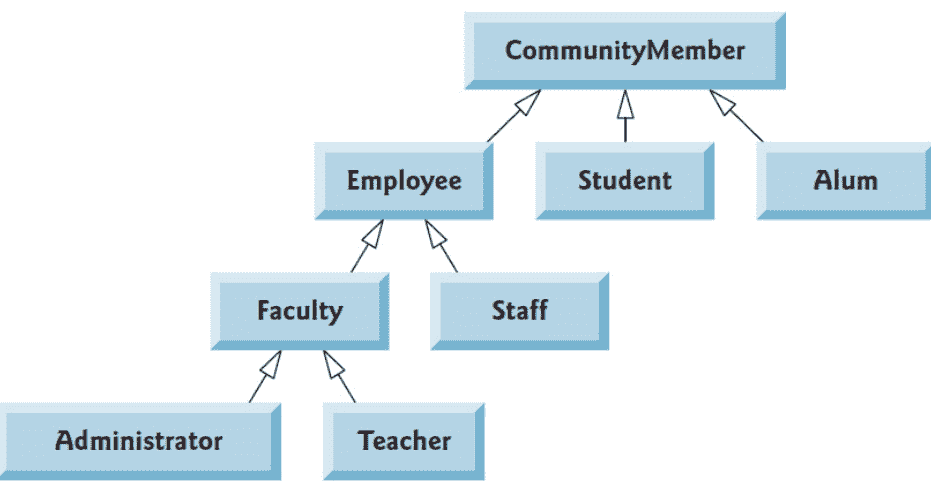 CommunityMember
Employee
Student
Alum
Faculty
Staff
Administrator
Teacher